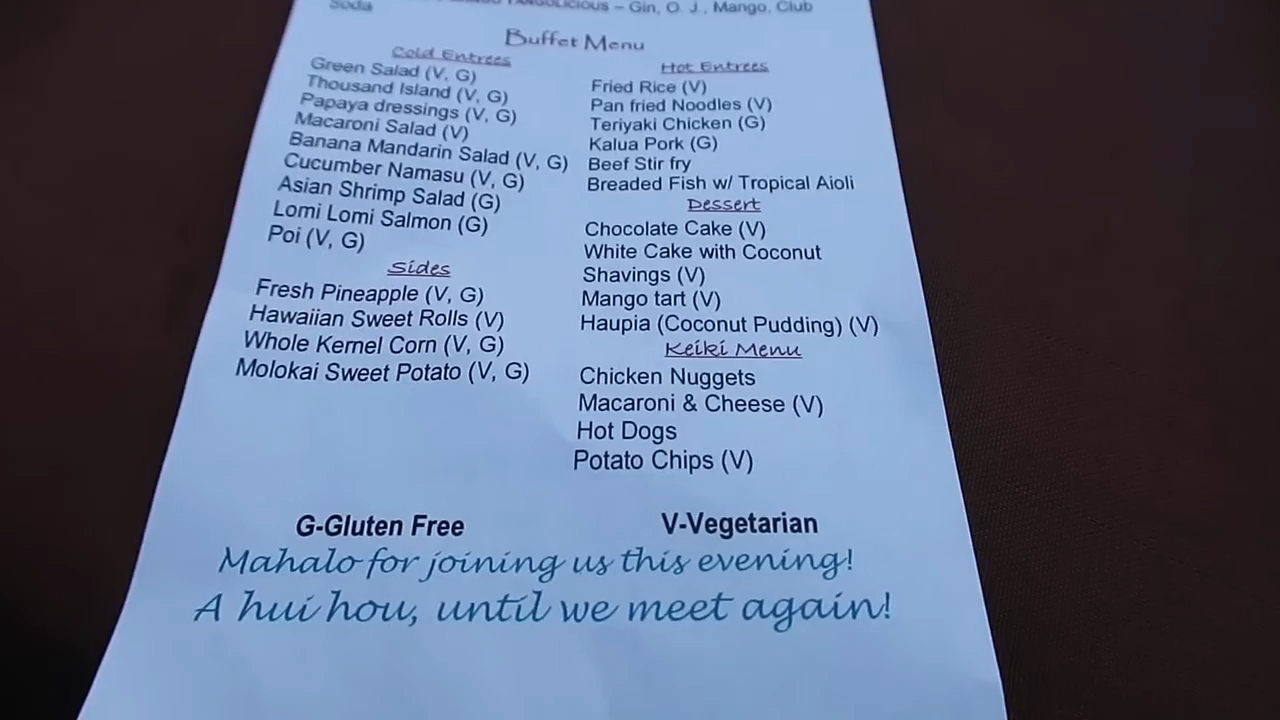 LICIOUS – Gin, O. J., Mango, Club
Soda
Buffet Menu
Cold Entrees
Green Salad (V, G)
Thousand Island (V, G)
Papaya dressings (V, G)
Macaroni Salad (V)
Banana Mandarin Salad (V, G)
Cucumber Namasu (V, G)
Asian Shrimp Salad (G)
Lomi Lomi Salmon (G)
Poi (V, G)
Sides
Fresh Pineapple (V, G)
Hawaiian Sweet Rolls (V)
Whole Kernel Corn (V, G)
Molokai Sweet Potato (V, G)
Hot Entrees
Fried Rice (V)
Pan fried Noodles (V)
Teriyaki Chicken (G)
Kalua Pork (G)
Beef Stir fry
Breaded Fish w/ Tropical Aioli
Dessert
Chocolate Cake (V)
White Cake with Coconut
Shavings (V)
Mango tart (V)
Haupia (Coconut Pudding) (V)
Keiki Menu
Chicken Nuggets
Macaroni & Cheese (V)
Hot Dogs
Potato Chips (V)
G-Gluten Free
V-Vegetarian
Mahalo for joining us this evening!
A hui hou, until we meet again!